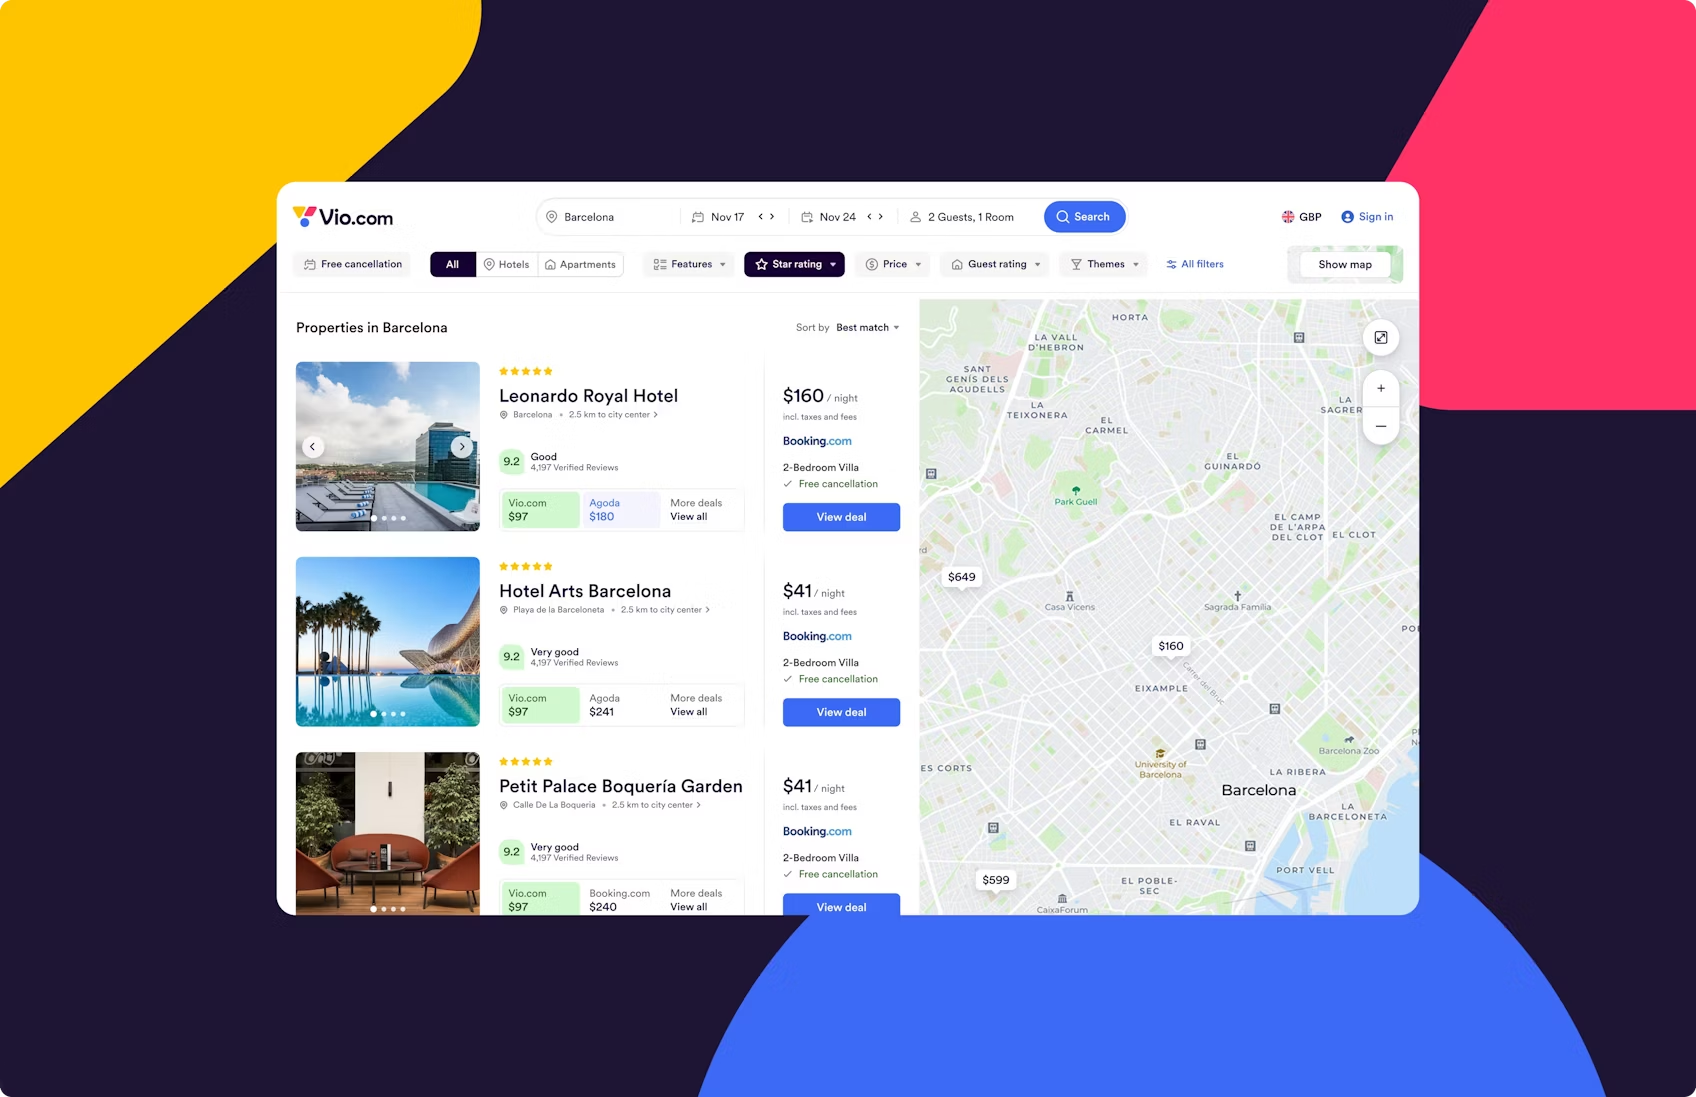 Vio.com
Barcelona
Nov 17
Nov 24
2 Guests, 1 Room
Search
GBP
Sign in
Free cancellation
All
Hotels
Apartments
Features
Star rating
Price
Guest rating
Themes
All filters
Show map
Properties in Barcelona
Sort by Best match
Leonardo Royal Hotel
Barcelona • 2.5 km to city center
9.2
Good
4,197 Verified Reviews
Vio.com
$97
Agoda
$180
More deals
View all
$160 / night
incl. taxes and fees
Booking.com
2-Bedroom Villa
Free cancellation
View deal
Hotel Arts Barcelona
Playa de la Barceloneta • 2.5 km to city center
9.2
Very good
4,197 Verified Reviews
Vio.com
$97
Agoda
$241
More deals
View all
$41 / night
incl. taxes and fees
Booking.com
2-Bedroom Villa
Free cancellation
View deal
Petit Palace Boquería Garden
Calle De La Boqueria • 2.5 km to city center
9.2
Very good
4,197 Verified Reviews
Vio.com
$97
Booking.com
$240
More deals
View all
$41 / night
incl. taxes and fees
Booking.com
2-Bedroom Villa
Free cancellation
View deal
HORTA
LA VALL
D'HEBRON
SANT
GENÍS DELS
AGUDELLS
LA
TEIXONERA
EL
CARMEL
LA
SAGRER
EL
GUINARDÓ
Park Guell
EL CAMP
DE L'ARPA
DEL CLOT
EL CLOT
rd
$649
Casa Vicens
Sagrada Família
PO
$160
Carrer del Bruc
EIXAMPLE
Barcelona Zoo
University of
Barcelona
ES CORTS
LA RIBERA
Barcelona
LA
BARCELONETA
EL RAVAL
PORT VELL
$599
EL POBLE-
SEC
CaixaForum